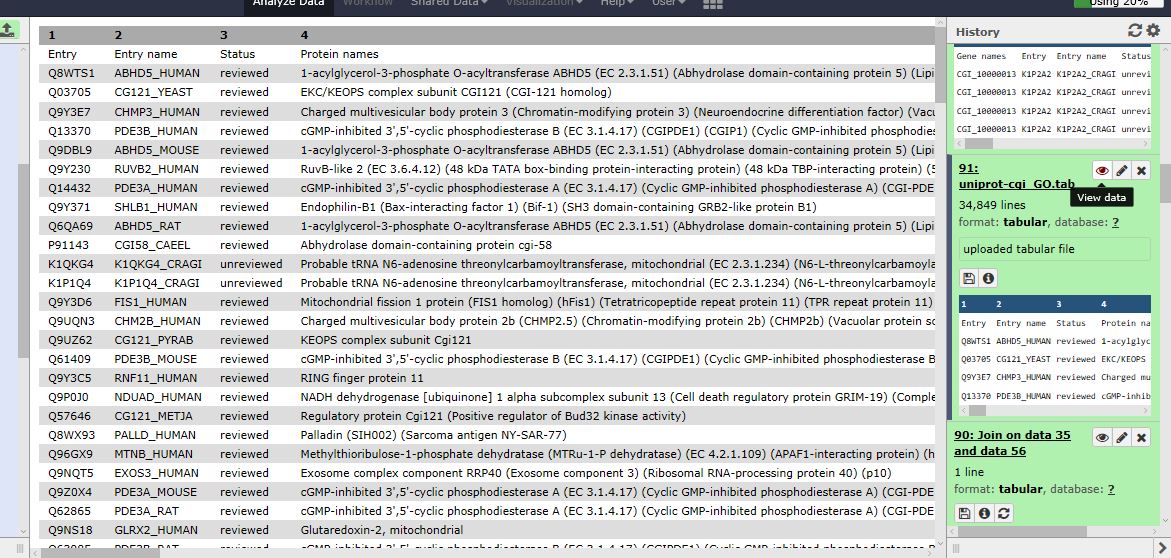 Analyze Data Workflow Shared Data Visualization Help User Using 20%
1 2 3 4
Entry Entry name Status Protein names
Q8WTS1 ABHD5_HUMAN reviewed 1-acylglycerol-3-phosphate O-acyltransferase ABHD5 (EC 2.3.1.51) (Abhydrolase domain-containing protein 5) (Lipi
Q03705 CG121_YEAST reviewed EKC/KEOPS complex subunit CGI121 (CGI-121 homolog)
Q9Y3E7 CHMP3_HUMAN reviewed Charged multivesicular body protein 3 (Chromatin-modifying protein 3) (Neuroendocrine differentiation factor) (Vacu
Q13370 PDE3B_HUMAN reviewed cGMP-inhibited 3',5'-cyclic phosphodiesterase B (EC 3.1.4.17) (CGIPDE1) (CGIP1) (Cyclic GMP-inhibited phosphodies
Q9DBL9 ABHD5_MOUSE reviewed 1-acylglycerol-3-phosphate O-acyltransferase ABHD5 (EC 2.3.1.51) (Abhydrolase domain-containing protein 5) (Lipi
Q9Y230 RUVB2_HUMAN reviewed RuvB-like 2 (EC 3.6.4.12) (48 kDa TATA box-binding protein-interacting protein) (48 kDa TBP-interacting protein) (5
Q14432 PDE3A_HUMAN reviewed cGMP-inhibited 3',5'-cyclic phosphodiesterase A (EC 3.1.4.17) (Cyclic GMP-inhibited phosphodiesterase A) (CGI-PDE
Q9Y371 SHLB1_HUMAN reviewed Endophilin-B1 (Bax-interacting factor 1) (Bif-1) (SH3 domain-containing GRB2-like protein B1)
Q6QA69 ABHD5_RAT reviewed 1-acylglycerol-3-phosphate O-acyltransferase ABHD5 (EC 2.3.1.51) (Abhydrolase domain-containing protein 5) (Lipi
P91143 CGI58_CAEEL reviewed Abhydrolase domain-containing protein cgi-58
K1QKG4 K1QKG4_CRAGI unreviewed Probable tRNA N6-adenosine threonylcarbamoyltransferase, mitochondrial (EC 2.3.1.234) (N6-L-threonylcarbamoyla
K1P1Q4 K1P1Q4_CRAGI unreviewed Probable tRNA N6-adenosine threonylcarbamoyltransferase, mitochondrial (EC 2.3.1.234) (N6-L-threonylcarbamoyla
Q9Y3D6 FIS1_HUMAN reviewed Mitochondrial fission 1 protein (FIS1 homolog) (hFis1) (Tetratricopeptide repeat protein 11) (TPR repeat protein 11)
Q9UQN3 CHM2B_HUMAN reviewed Charged multivesicular body protein 2b (CHMP2.5) (Chromatin-modifying protein 2b) (CHMP2b) (Vacuolar protein so
Q9UZ62 CG121_PYRAB reviewed KEOPS complex subunit Cgi121
Q61409 PDE3B_MOUSE reviewed cGMP-inhibited 3',5'-cyclic phosphodiesterase B (EC 3.1.4.17) (CGIPDE1) (Cyclic GMP-inhibited phosphodiesterase B
Q9Y3C5 RNF11_HUMAN reviewed RING finger protein 11
Q9P0J0 NDUAD_HUMAN reviewed NADH dehydrogenase [ubiquinone] 1 alpha subcomplex subunit 13 (Cell death regulatory protein GRIM-19) (Comple
Q57646 CG121_METJA reviewed Regulatory protein Cgi121 (Positive regulator of Bud32 kinase activity)
Q8WX93 PALLD_HUMAN reviewed Palladin (SIH002) (Sarcoma antigen NY-SAR-77)
Q96GX9 MTNB_HUMAN reviewed Methylthioribulose-1-phosphate dehydratase (MTRu-1-P dehydratase) (EC 4.2.1.109) (APAF1-interacting protein) (h
Q9NQT5 EXOS3_HUMAN reviewed Exosome complex component RRP40 (Exosome component 3) (Ribosomal RNA-processing protein 40) (p10)
Q9Z0X4 PDE3A_MOUSE reviewed cGMP-inhibited 3',5'-cyclic phosphodiesterase A (EC 3.1.4.17) (Cyclic GMP-inhibited phosphodiesterase A) (CGI-PDE
Q62865 PDE3A_RAT reviewed cGMP-inhibited 3',5'-cyclic phosphodiesterase A (EC 3.1.4.17) (Cyclic GMP-inhibited phosphodiesterase A) (CGI-PDE
Q9NS18 GLRX2_HUMAN reviewed Glutaredoxin-2, mitochondrial
History
Gene names Entry Entry name Status
CGI_10000013 K1P2A2 K1P2A2_CRAGI unrevi
CGI_10000013 K1P2A2 K1P2A2_CRAGI unrevi
CGI_10000013 K1P2A2 K1P2A2_CRAGI unrevi
CGI_10000013 K1P2A2 K1P2A2_CRAGI unrevi
91:
uniprot-cgi_GO.tab
View data
34,849 lines
format: tabular, database: ?
uploaded tabular file
1 2 3 4
Entry Entry name Status Protein na
Q8WTS1 ABHD5_HUMAN reviewed 1-acylglyc
Q03705 CG121_YEAST reviewed EKC/KEOPS
Q9Y3E7 CHMP3_HUMAN reviewed Charged mu
Q13370 PDE3B_HUMAN reviewed cGMP-inhib
90: Join on data 35
and data 56
1 line
format: tabular, database: ?